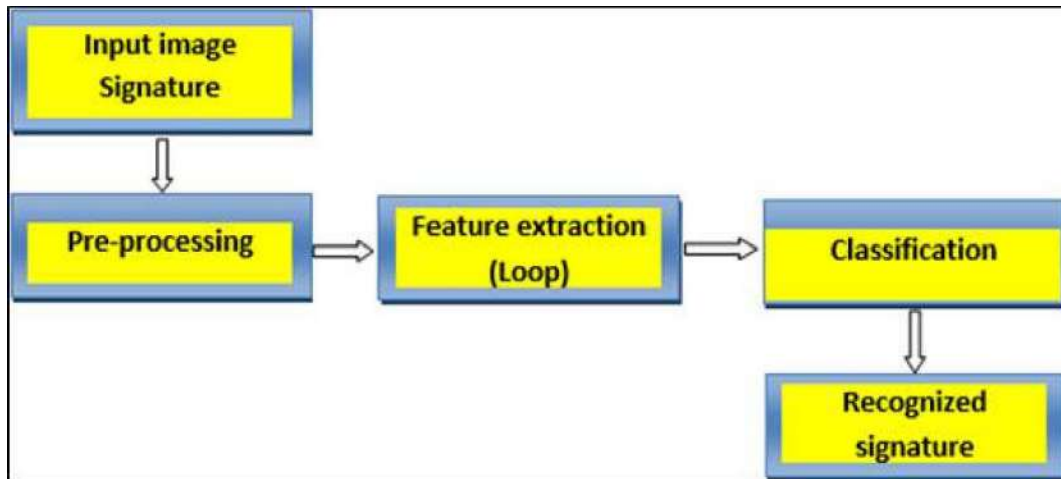 Input image
Signature
Pre-processing
Feature extraction
(Loop)
Classification
Recognized
signature